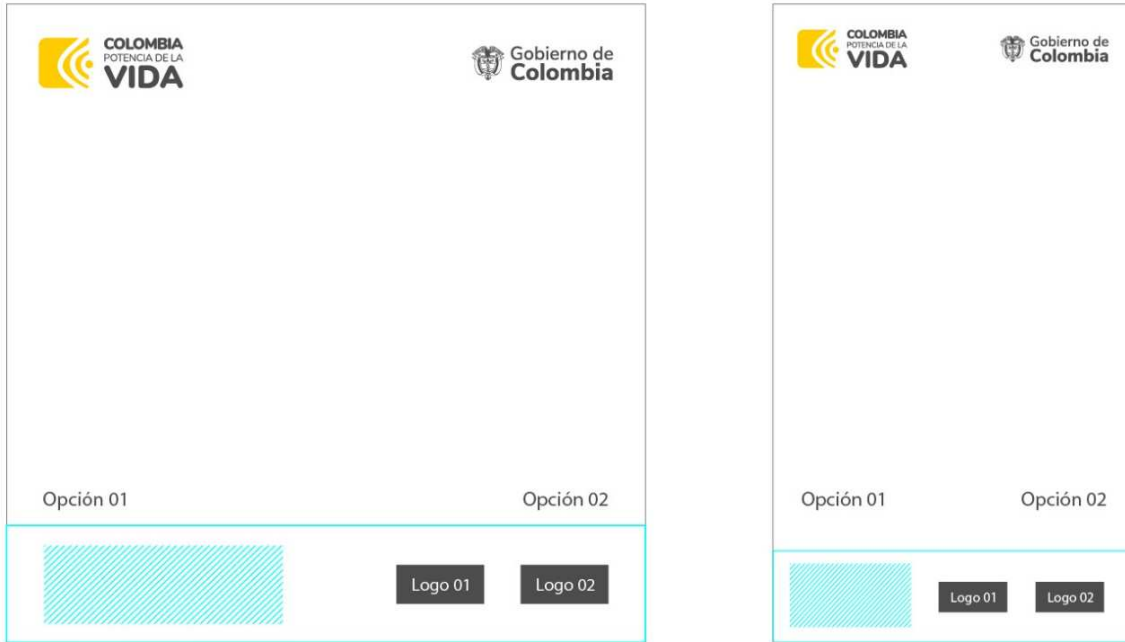 COLOMBIA
POTENCIA DE LA
VIDA
Gobierno de
Colombia
Opción 01
Opción 02
Logo 01
Logo 02
COLOMBIA
POTENCIA DE LA
VIDA
Gobierno de
Colombia
Opción 01
Opción 02
Logo 01
Logo 02